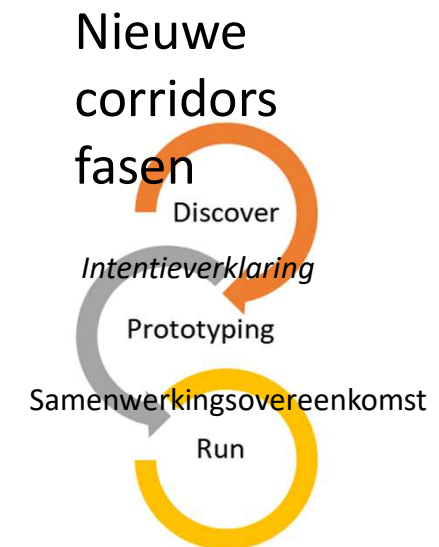 Nieuwe
corridors
fasen
Discover
Intentieverklaring
Prototyping
Samenwerkingsovereenkomst
Run